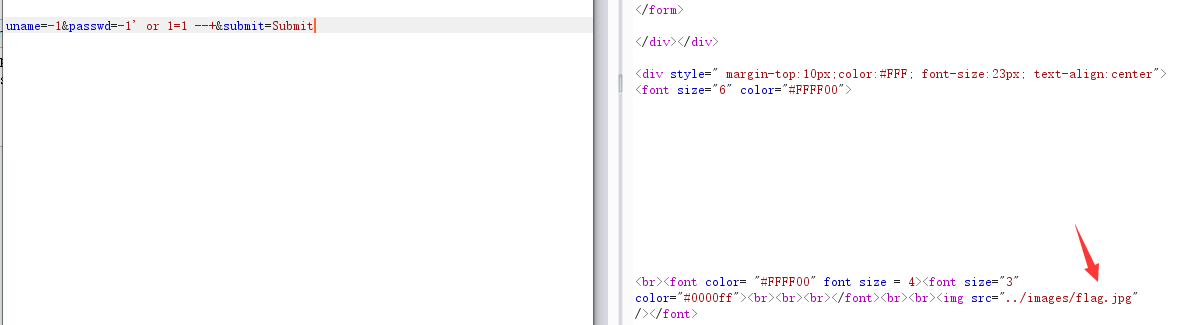 uname=-1&passwd=-1' or 1=1 --+&submit=Submit
</form>
</div></div>
<div style=" margin-top:10px;color:#FFF; font-size:23px; text-align:center">
<font size="6" color="#FFFF00">
<br><font color= "#FFFF00" font size = 4><font size="3"
color="#0000ff"><br><br><br></font><br><br><img src="../images/flag.jpg"
/></font>